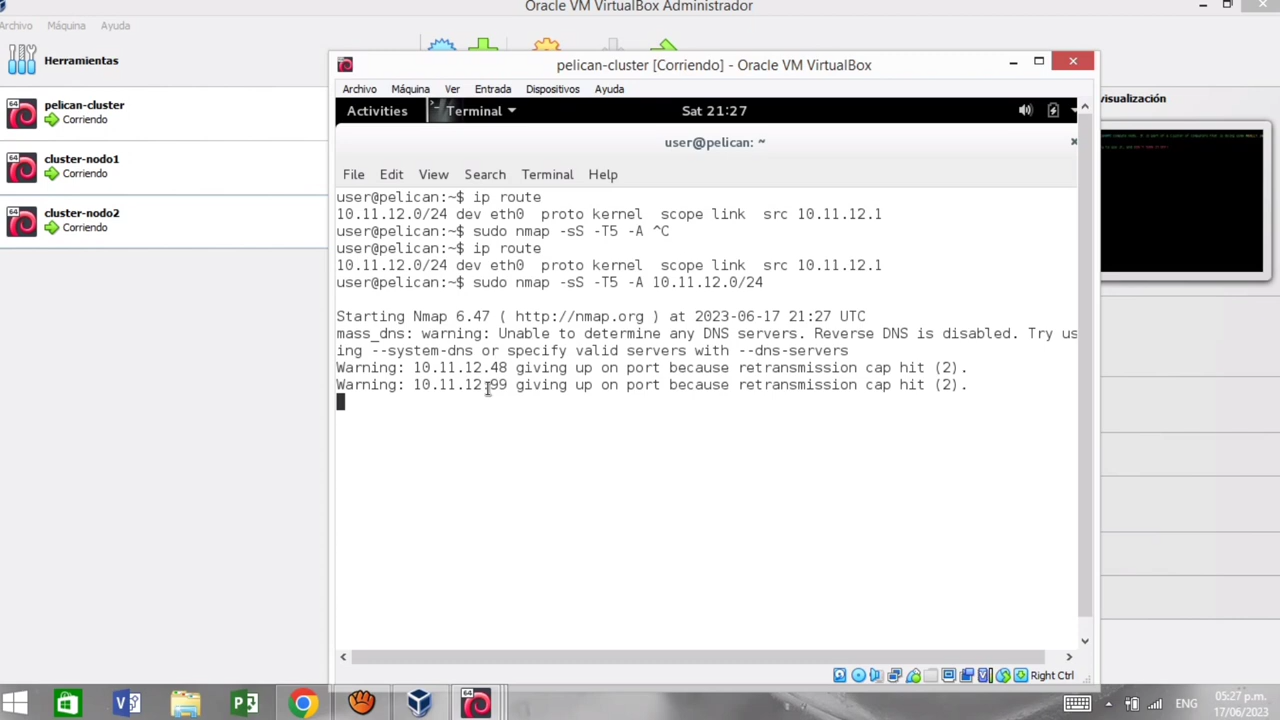 Oracle VM VirtualBox Administrador
Archivo Máquina Ayuda
Herramientas
pelican-cluster
Corriendo
cluster-nodo1
Corriendo
cluster-nodo2
Corriendo
visualización
pelican-cluster [Corriendo] - Oracle VM VirtualBox
Archivo Máquina Ver Entrada Dispositivos Ayuda
Activities Terminal Sat 21:27
user@pelican: ~
File Edit View Search Terminal Help
user@pelican:~$ ip route
10.11.12.0/24 dev eth0  proto kernel  scope link  src 10.11.12.1
user@pelican:~$ sudo nmap -sS -T5 -A ^C
user@pelican:~$ ip route
10.11.12.0/24 dev eth0  proto kernel  scope link  src 10.11.12.1
user@pelican:~$ sudo nmap -sS -T5 -A 10.11.12.0/24
Starting Nmap 6.47 ( http://nmap.org ) at 2023-06-17 21:27 UTC
mass_dns: warning: Unable to determine any DNS servers. Reverse DNS is disabled. Try us
ing --system-dns or specify valid servers with --dns-servers
Warning: 10.11.12.48 giving up on port because retransmission cap hit (2).
Warning: 10.11.12.99 giving up on port because retransmission cap hit (2).
Right Ctrl
ENG
05:27 p.m.
17/06/2023